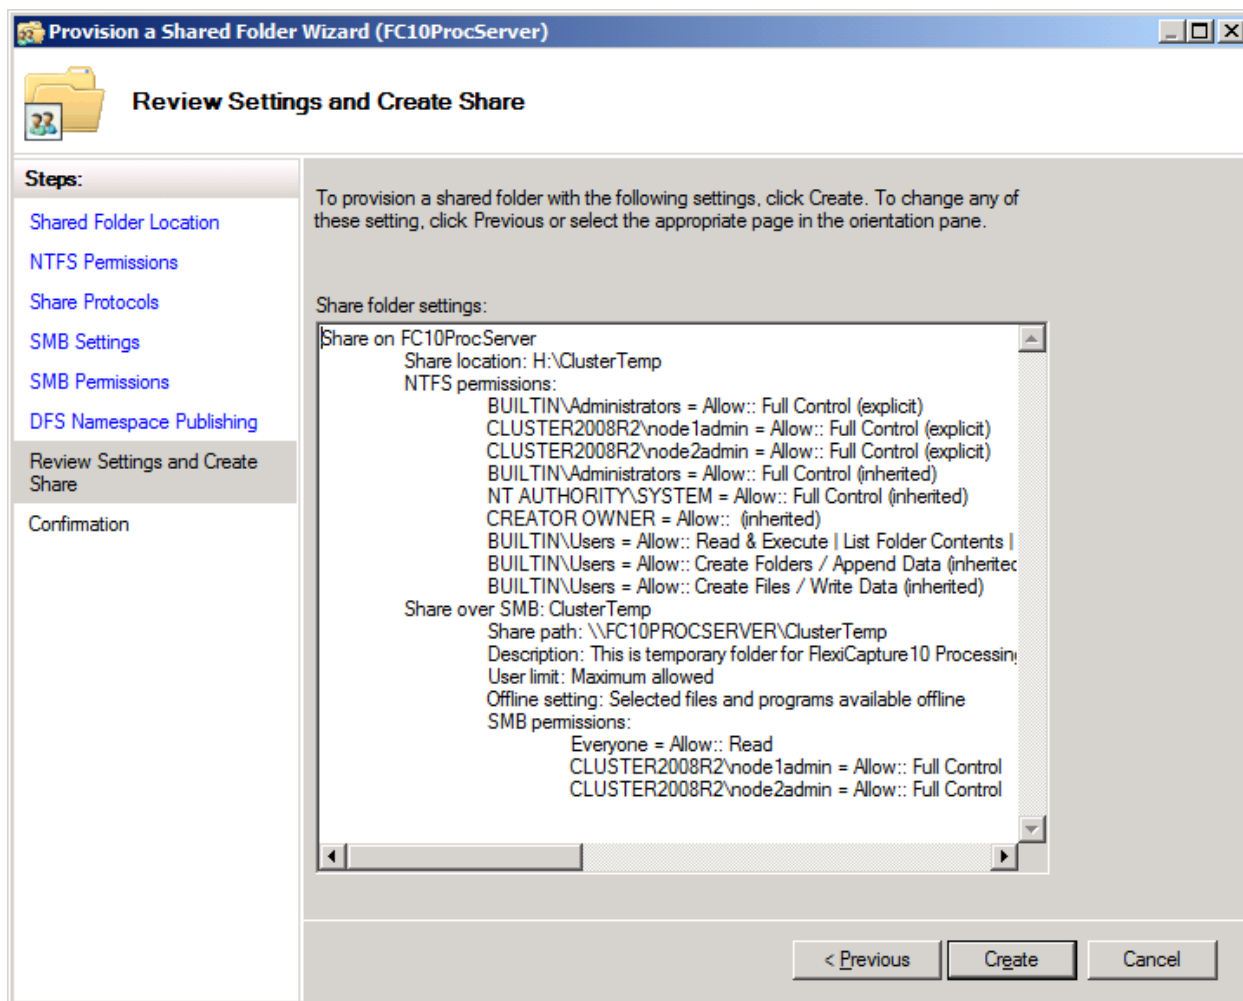 Provision a Shared Folder Wizard (FC10ProcServer)
Review Settings and Create Share
Steps:
Shared Folder Location
NTFS Permissions
Share Protocols
SMB Settings
SMB Permissions
DFS Namespace Publishing
Review Settings and Create
Share
Confirmation
To provision a shared folder with the following settings, click Create. To change any of
these setting, click Previous or select the appropriate page in the orientation pane.
Share folder settings:
Share on FC10ProcServer
Share location: H:\ClusterTemp
NTFS permissions:
BUILTIN\Administrators = Allow:: Full Control (explicit)
CLUSTER2008R2\node1admin = Allow:: Full Control (explicit)
CLUSTER2008R2\node2admin = Allow:: Full Control (explicit)
BUILTIN\Administrators = Allow:: Full Control (inherited)
NT AUTHORITY\SYSTEM = Allow:: Full Control (inherited)
CREATOR OWNER = Allow:: (inherited)
BUILTIN\Users = Allow:: Read & Execute | List Folder Contents |
BUILTIN\Users = Allow:: Create Folders / Append Data (inherited
BUILTIN\Users = Allow:: Create Files / Write Data (inherited)
Share over SMB: ClusterTemp
Share path: \\FC10PROCSERVER\ClusterTemp
Description: This is temporary folder for FlexiCapture10 Processing
User limit: Maximum allowed
Offline setting: Selected files and programs available offline
SMB permissions:
Everyone = Allow:: Read
CLUSTER2008R2\node1admin = Allow:: Full Control
CLUSTER2008R2\node2admin = Allow:: Full Control
< Previous
Create
Cancel